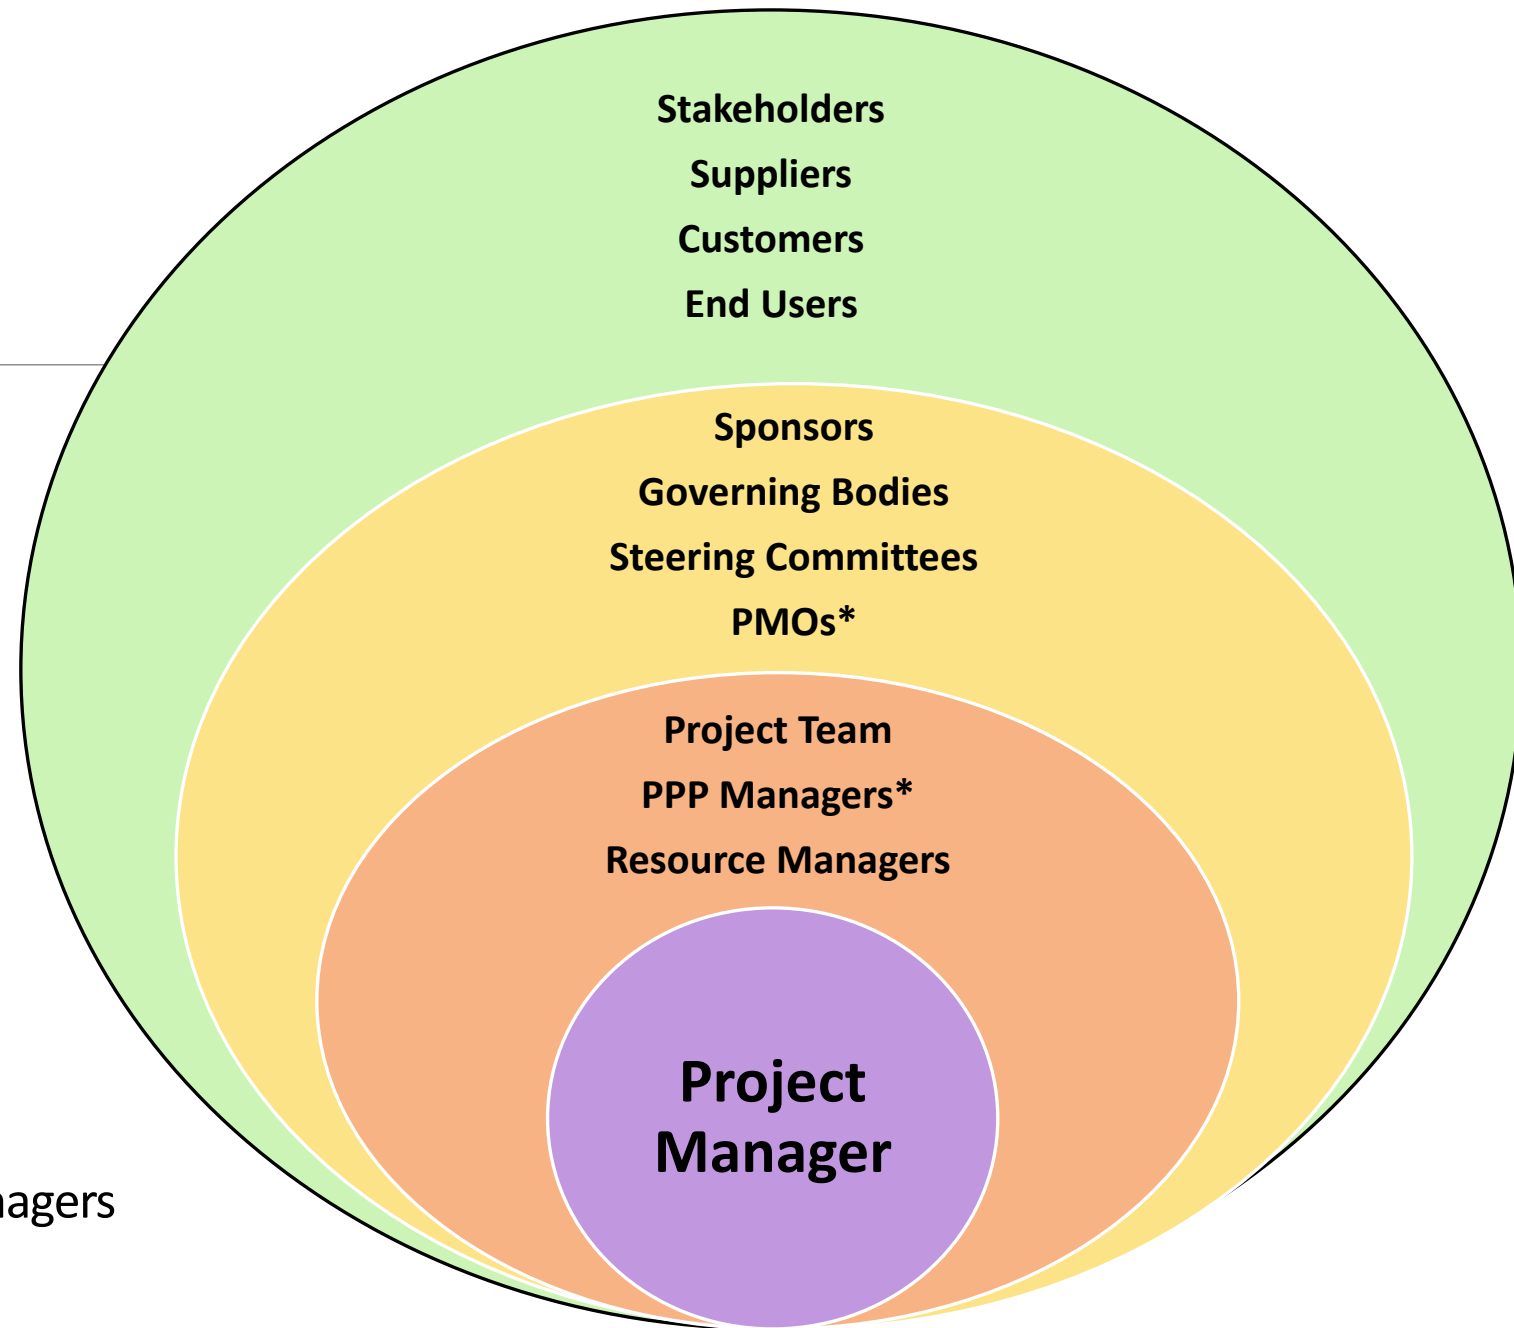 Stakeholders
Suppliers
Customers
End Users
Sponsors
Governing Bodies
Steering Committees
PMOs*
Project Team
PPP Managers*
Resource Managers
Project
Manager